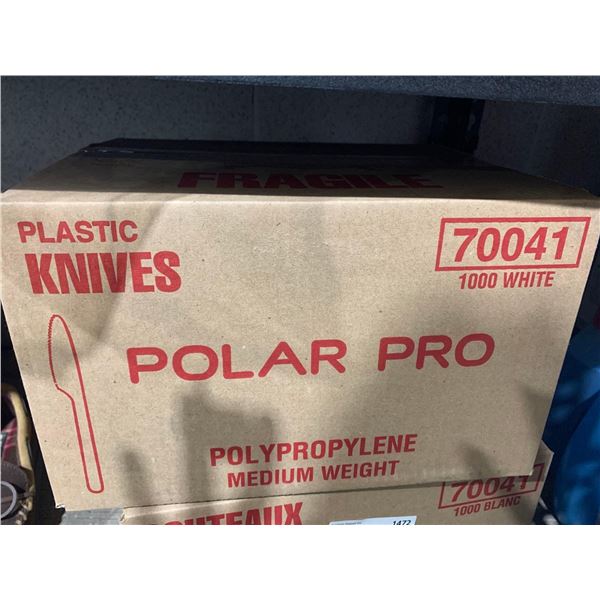 FRAGILE
PLASTIC
KNIVES
70041
1000 WHITE
POLAR PRO
POLYPROPYLENE
MEDIUM WEIGHT
70041
1000 BLANC
1472